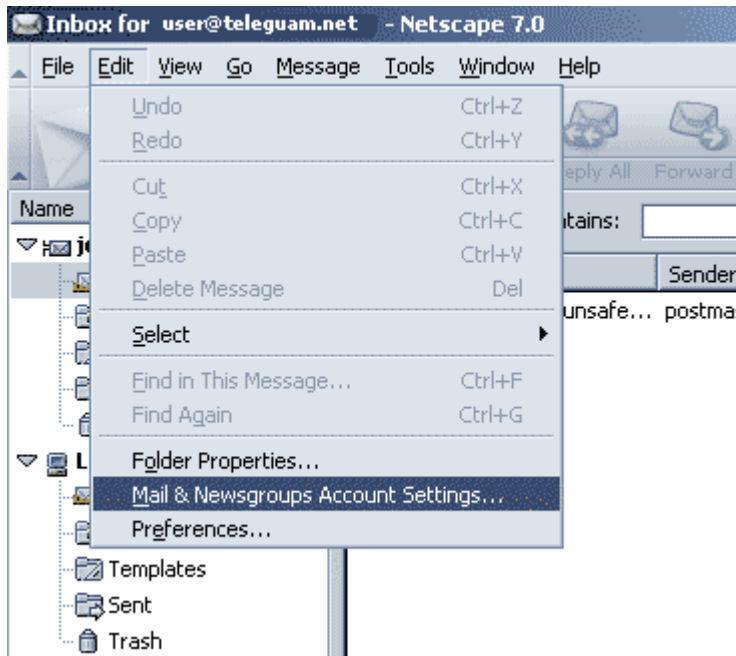 Inbox for user@teleguam.net - Netscape 7.0
File Edit View Go Message Tools Window Help
Undo Ctrl+Z
Redo Ctrl+Y
eply All Forward
Cut Ctrl+X
Name
Copy Ctrl+C
tains:
Paste Ctrl+V
Delete Message Del
Sender
unsafe... postma
Select
Find in This Message... Ctrl+F
Find Again Ctrl+G
L
Folder Properties...
Mail & Newsgroups Account Settings...
Preferences...
Templates
Sent
Trash